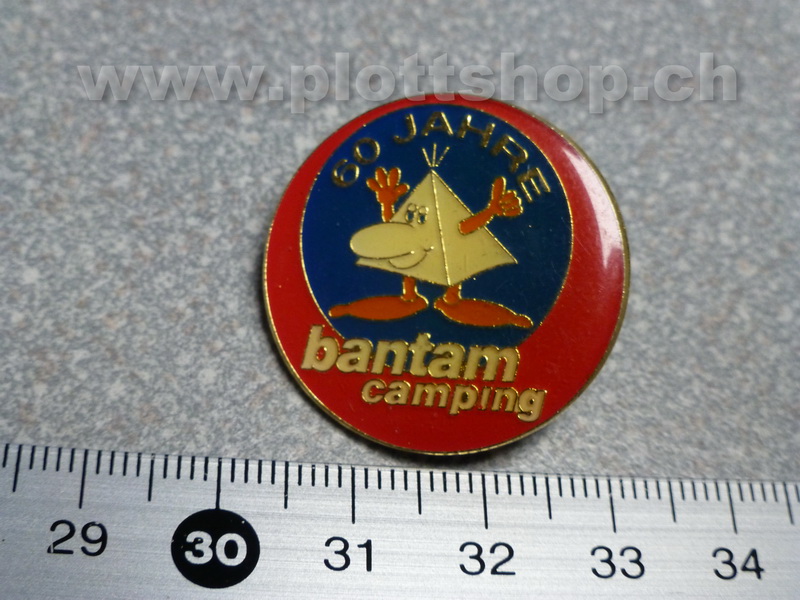 www.plottshop.ch
60 JAHRE
bantam
camping
29 30 31 32 33 34